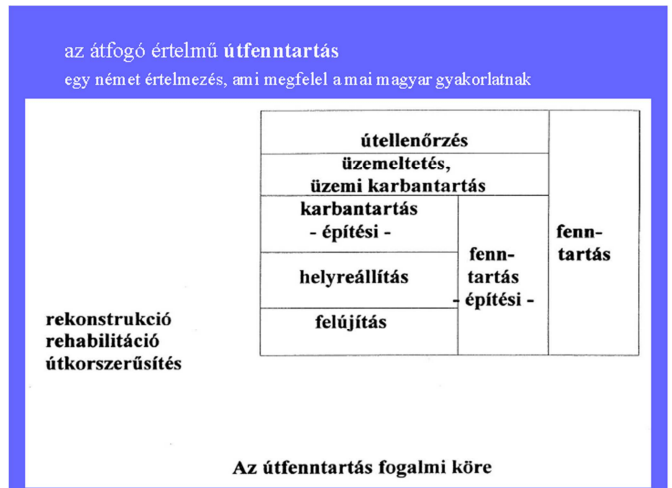 az átfogó értelmű útfenntartás
egy német értelmezés, ami megfelel a mai magyar gyakorlatnak
útellenőrzés
üzemeltetés,
üzemi karbantartás
karbantartás
- építési -
helyreállítás
felújítás
fenn-
tartás
- építési -
fenn-
tartás
rekonstrukció
rehabilitáció
útkorszerűsítés
Az útfenntartás fogalmi köre